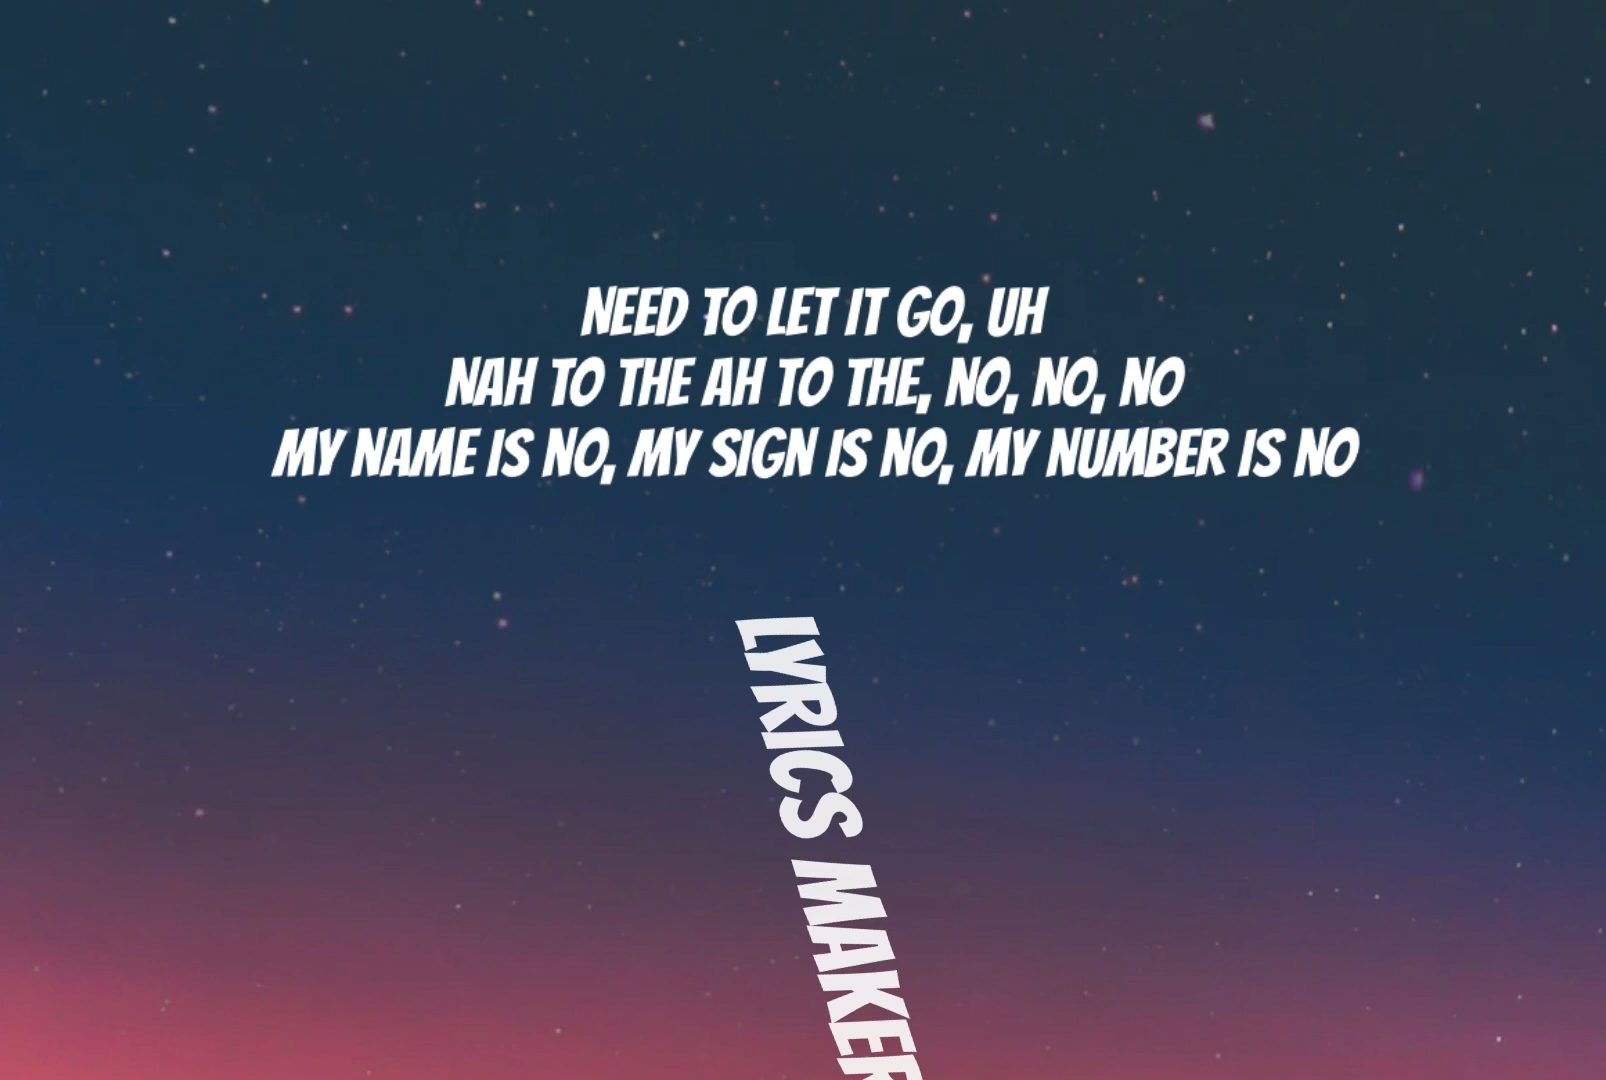 NEED TO LET IT GO, UH
NAH TO THE AH TO THE, NO, NO, NO
MY NAME IS NO, MY SIGN IS NO, MY NUMBER IS NO
LYRICS MAKER